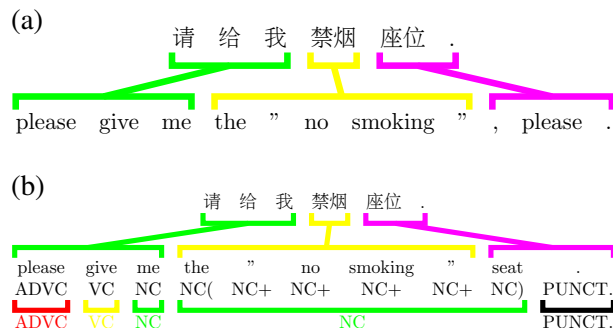 (a)
请 给 我 禁烟 座位 .
please give me the ” no smoking ” , please .
(b)
请 给 我 禁烟 座位 .
please give me the ” no smoking ” seat .
ADVC VC NC NC( NC+ NC+ NC+ NC+ NC) PUNCT.
ADVC VC NC NC PUNCT.